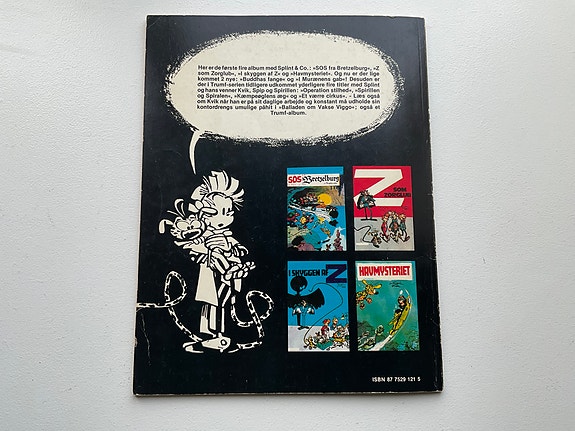 Her er de første fire album med Splint & Co.: »SOS fra Bretzelburg«, »Z
som Zorglub«, »I skyggen af Z« og »Havmysteriet«. Og nu er der lige
kommet 2 nye: »Buddhas fange« og »I Murænens gab«! Desuden er
der i Trumf-serien tidligere udkommet yderligere fire titler med Splint
og hans venner Kvik, Spip og Spirillen: »Operation stilhed«, »Spirillen
og Spiralen«, »Kæmpeøglens æg« og »Et værre cirkus«. - Læs også
om Kvik når han er på sit daglige arbejde og konstant må udholde sin
kontordrengs umulige påhit i »Balladen om Vakse Viggo«; også et
Trumf-album.
SOS fra Bretzelburg
Z
SOM
ZORGLUB
I SKYGGEN AF Z
HAVMYSTERIET
ISBN 87 7529 121 5